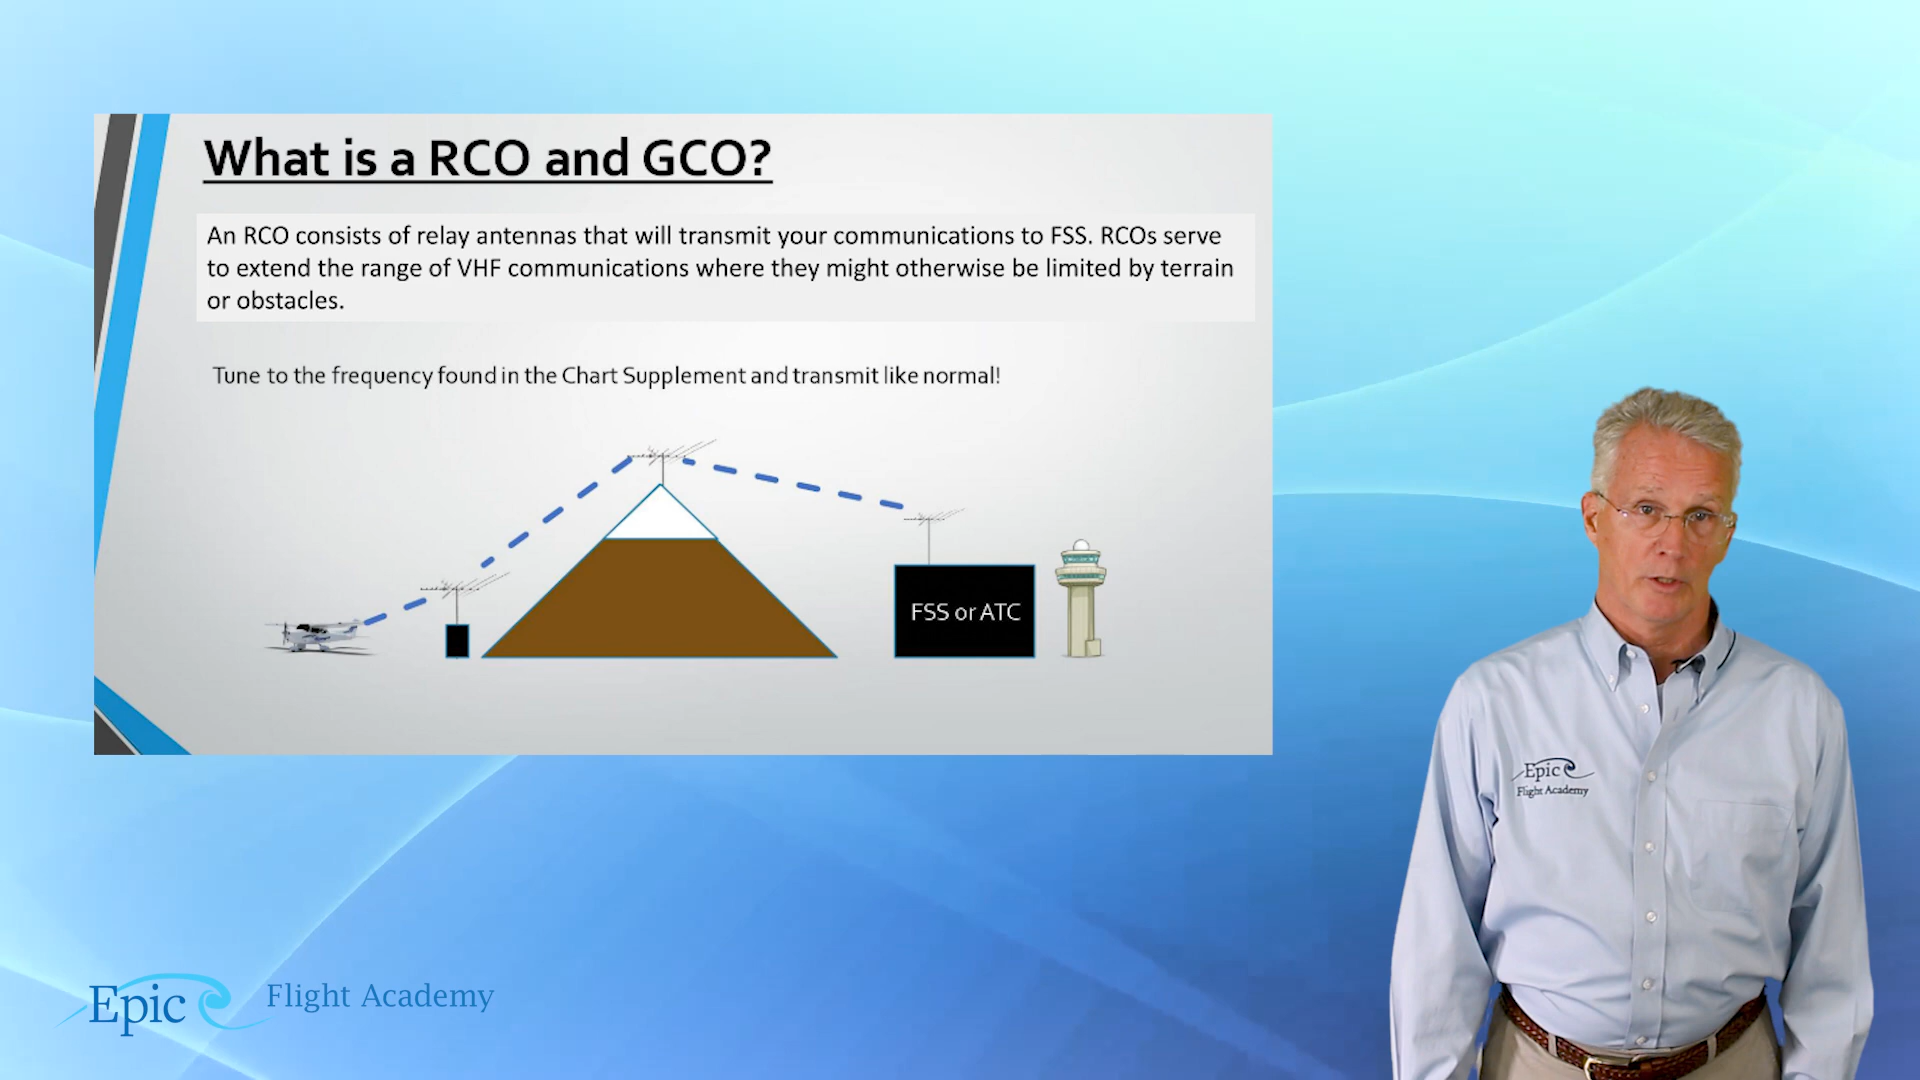 What is a RCO and GCO?
An RCO consists of relay antennas that will transmit your communications to FSS. RCOs serve
to extend the range of VHF communications where they might otherwise be limited by terrain
or obstacles.
Tune to the frequency found in the Chart Supplement and transmit like normal!
FSS or ATC
Epic
Flight Academy
Epic Flight Academy